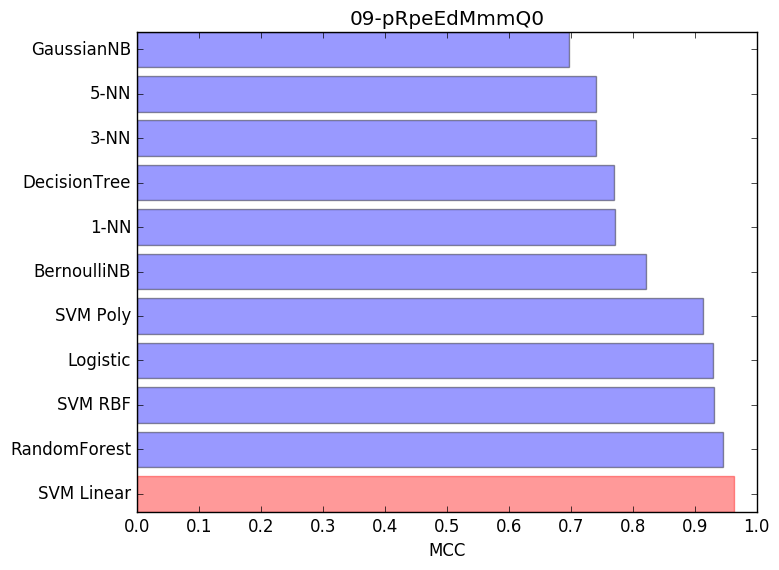 09-pRpeEdMmmQ0
GaussianNB
5-NN
3-NN
DecisionTree
1-NN
BernoulliNB
SVM Poly
Logistic
SVM RBF
RandomForest
SVM Linear
0.0 0.1 0.2 0.3 0.4 0.5 0.6 0.7 0.8 0.9 1.0
MCC